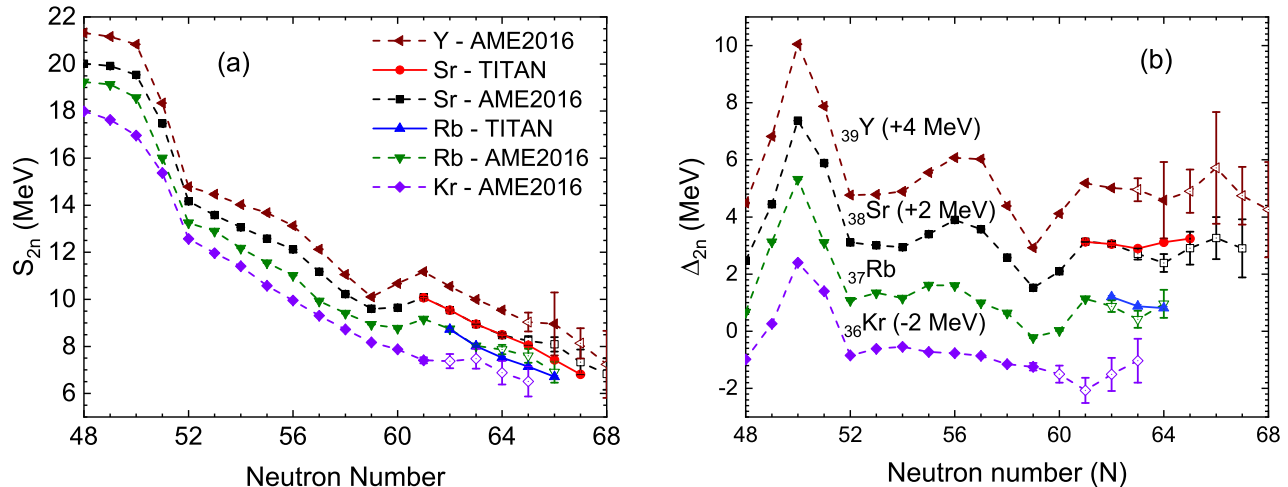 22
20
18
16
14
12
10
8
6
S2n (MeV)
(a)
Y - AME2016
Sr - TITAN
Sr - AME2016
Rb - TITAN
Rb - AME2016
Kr - AME2016
48 52 56 60 64 68
Neutron Number
10
8
6
4
2
0
-2
Δ2n (MeV)
(b)
39Y (+4 MeV)
38Sr (+2 MeV)
37Rb
36Kr (-2 MeV)
48 52 56 60 64 68
Neutron number (N)